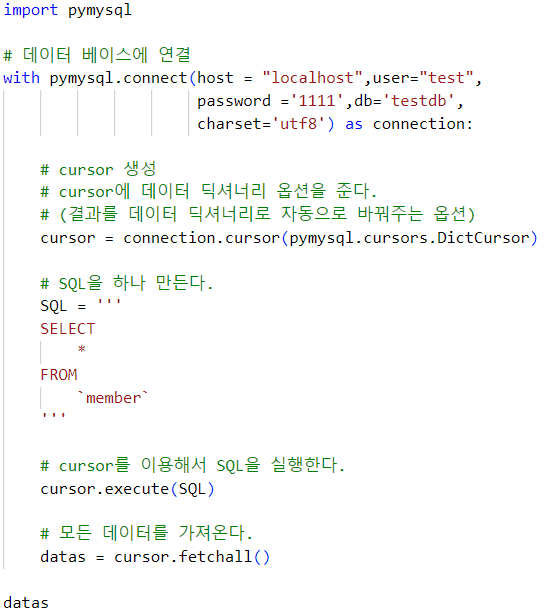 import pymysql
# 데이터 베이스에 연결
with pymysql.connect(host = "localhost",user="test",
password ='1111',db='testdb',
charset='utf8') as connection:
# cursor 생성
# cursor에 데이터 딕셔너리 옵션을 준다.
# (결과를 데이터 딕셔너리로 자동으로 바꿔주는 옵션)
cursor = connection.cursor(pymysql.cursors.DictCursor)
# SQL을 하나 만든다.
SQL = '''
SELECT
*
FROM
`member`
'''
# cursor를 이용해서 SQL을 실행한다.
cursor.execute(SQL)
# 모든 데이터를 가져온다.
datas = cursor.fetchall()
datas